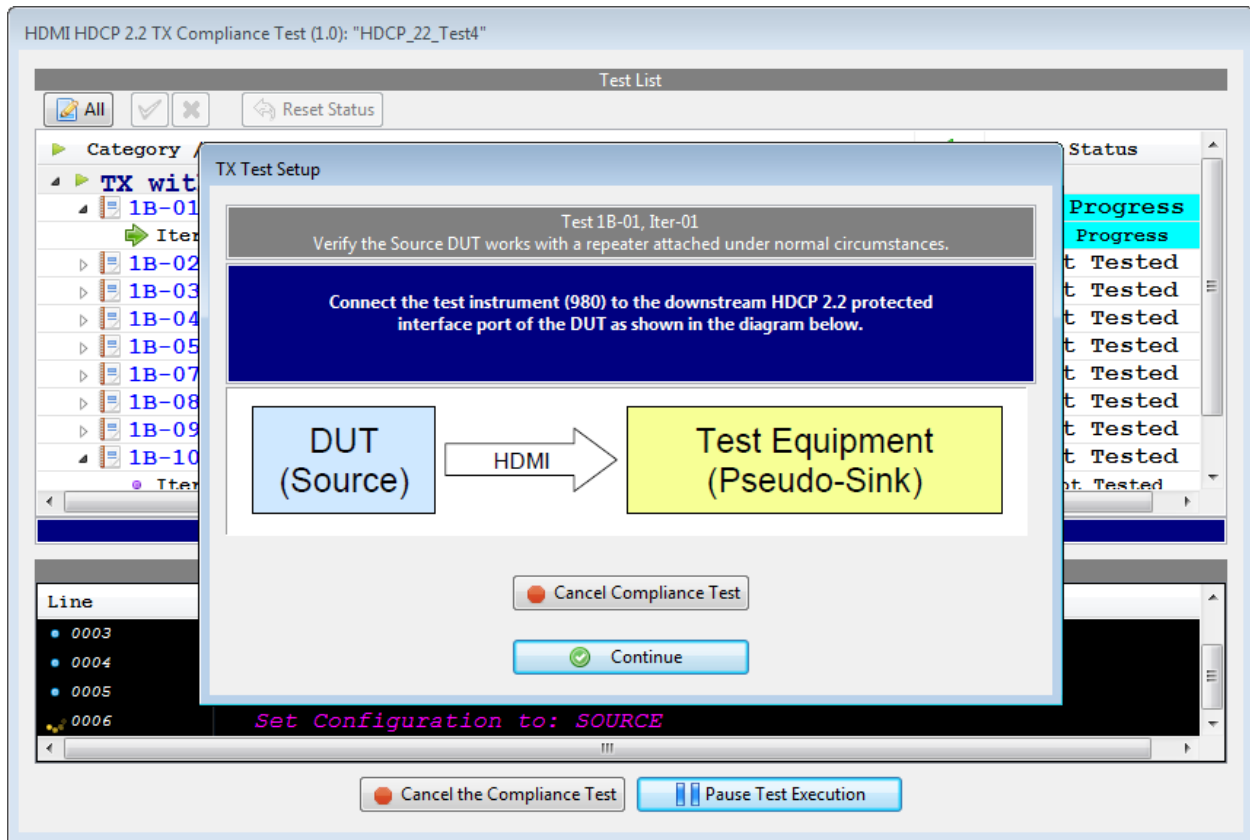 HDMI HDCP 2.2 TX Compliance Test (1.0): "HDCP_22_Test4"
Test List
All
Reset Status
Category /
Status
TX wit
1B-01
Progress
Iter
Progress
1B-02
t Tested
1B-03
t Tested
1B-04
t Tested
1B-05
t Tested
1B-07
t Tested
1B-08
t Tested
1B-09
t Tested
1B-10
t Tested
Iter
ot Tested
TX Test Setup
Test 1B-01, Iter-01
Verify the Source DUT works with a repeater attached under normal circumstances.
Connect the test instrument (980) to the downstream HDCP 2.2 protected
interface port of the DUT as shown in the diagram below.
DUT
(Source)
HDMI
Test Equipment
(Pseudo-Sink)
Cancel Compliance Test
Continue
Line
0003
0004
0005
0006 Set Configuration to: SOURCE
Cancel the Compliance Test
Pause Test Execution